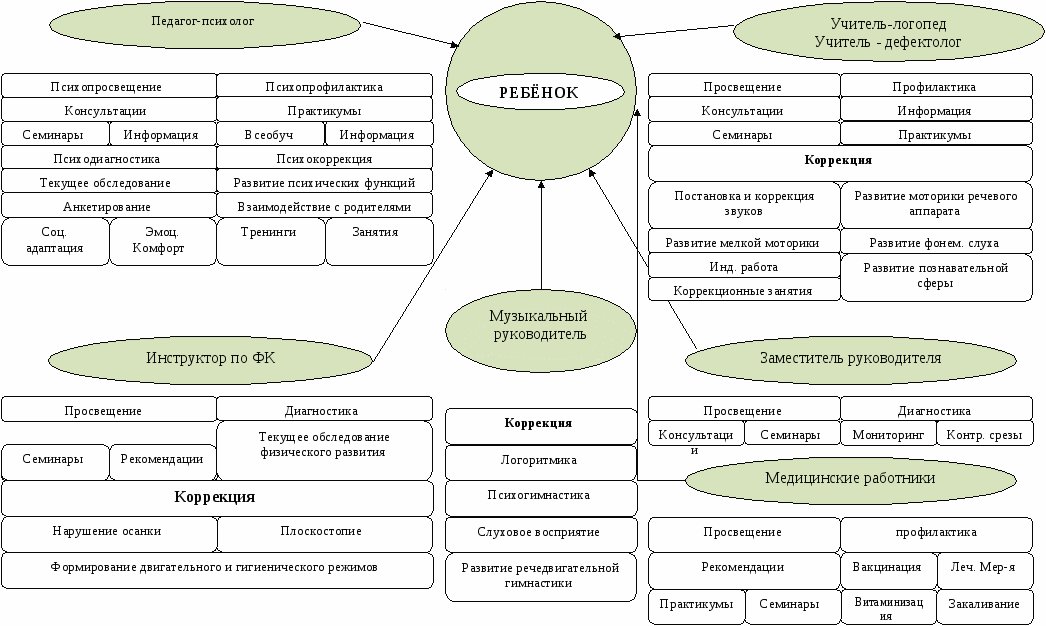 Педагог-психолог
Учитель-логопед
Учитель - дефектолог
РЕБЁНОК
Психопросвещение
Психопрофилактика
Консультации
Практикумы
Семинары
Информация
Всеобуч
Информация
Психодиагностика
Психокоррекция
Текущее обследование
Развитие психических функций
Анкетирование
Взаимодействие с родителями
Соц.
адаптация
Эмоц.
Комфорт
Тренинги
Занятия
Просвещение
Профилактика
Консультации
Информация
Семинары
Практикумы
Коррекция
Постановка и коррекция
звуков
Развитие моторики речевого
аппарата
Развитие мелкой моторики
Развитие фонем. слуха
Инд. работа
Развитие познавательной
сферы
Коррекционные занятия
Музыкальный
руководитель
Инструктор по ФК
Заместитель руководителя
Просвещение
Диагностика
Текущее обследование
физического развития
Семинары
Рекомендации
Коррекция
Нарушение осанки
Плоскостопие
Формирование двигательного и гигиенического режимов
Коррекция
Логоритмика
Психогимнастика
Слуховое восприятие
Развитие речедвигательной
гимнастики
Просвещение
Диагностика
Консультаци
и
Семинары
Мониторинг
Контр. срезы
Медицинские работники
Просвещение
профилактика
Рекомендации
Вакцинация
Леч. Мер-я
Практикумы
Семинары
Витаминизац
ия
Закаливание